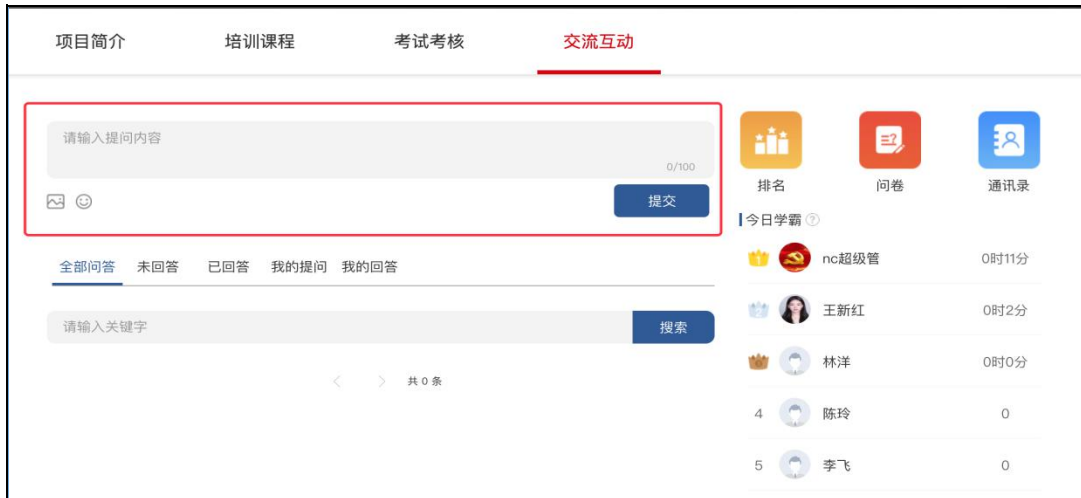 项目简介 培训课程 考试考核 交流互动
请输入提问内容
0/100
提交
全部问答 未回答 已回答 我的提问 我的回答
请输入关键字 搜索
共 0 条
排名 问卷 通讯录
今日学霸 ?
1 nc超级管 0时11分
2 王新红 0时2分
3 林洋 0时0分
4 陈玲 0
5 李飞 0